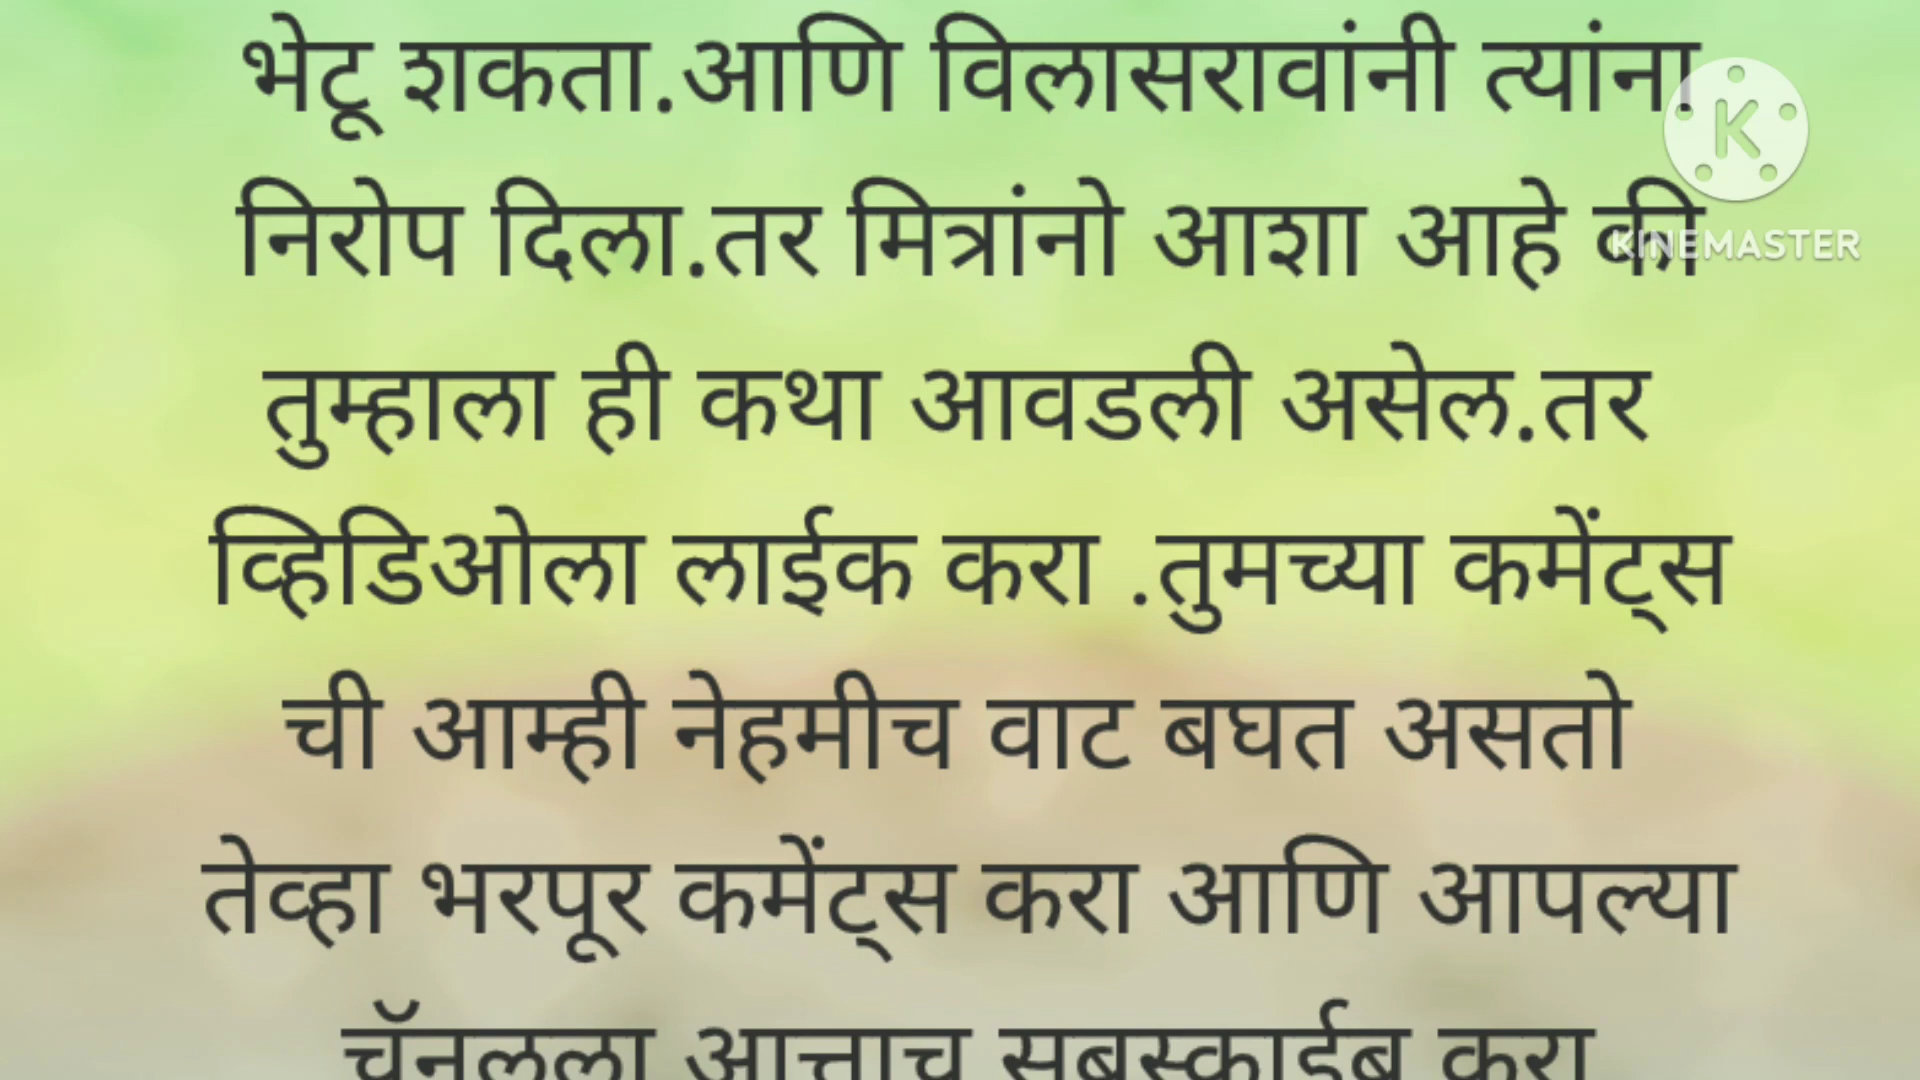 भेटू शकता.आणि विलासरावांनी त्यांना
निरोप दिला.तर मित्रांनो आशा आहे की
KINEMASTER
तुम्हाला ही कथा आवडली असेल.तर
व्हिडिओला लाईक करा .तुमच्या कमेंट्स
ची आम्ही नेहमीच वाट बघत असतो
तेव्हा भरपूर कमेंट्स करा आणि आपल्या
चॅनलला आत्ताच सबस्काईब करा